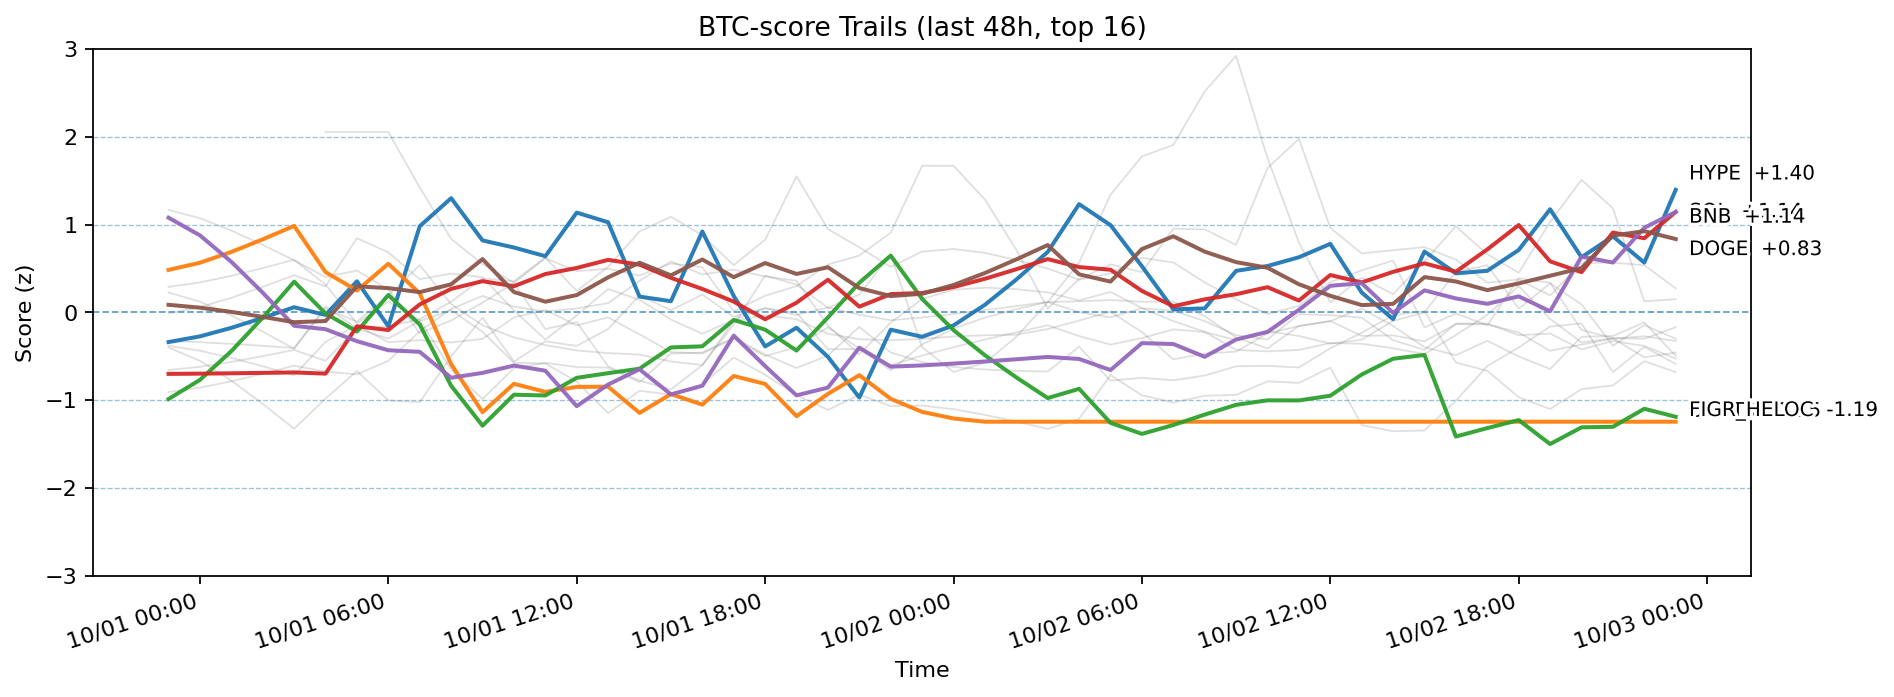 BTC-score Trails (last 48h, top 16)
3
2
1
0
−1
−2
−3
Score (z)
HYPE +1.40
BNB +1.14
DOGE +0.83
-1.19
10/01 00:00
10/01 06:00
10/01 12:00
10/01 18:00
10/02 00:00
10/02 06:00
10/02 12:00
10/02 18:00
10/03 00:00
Time